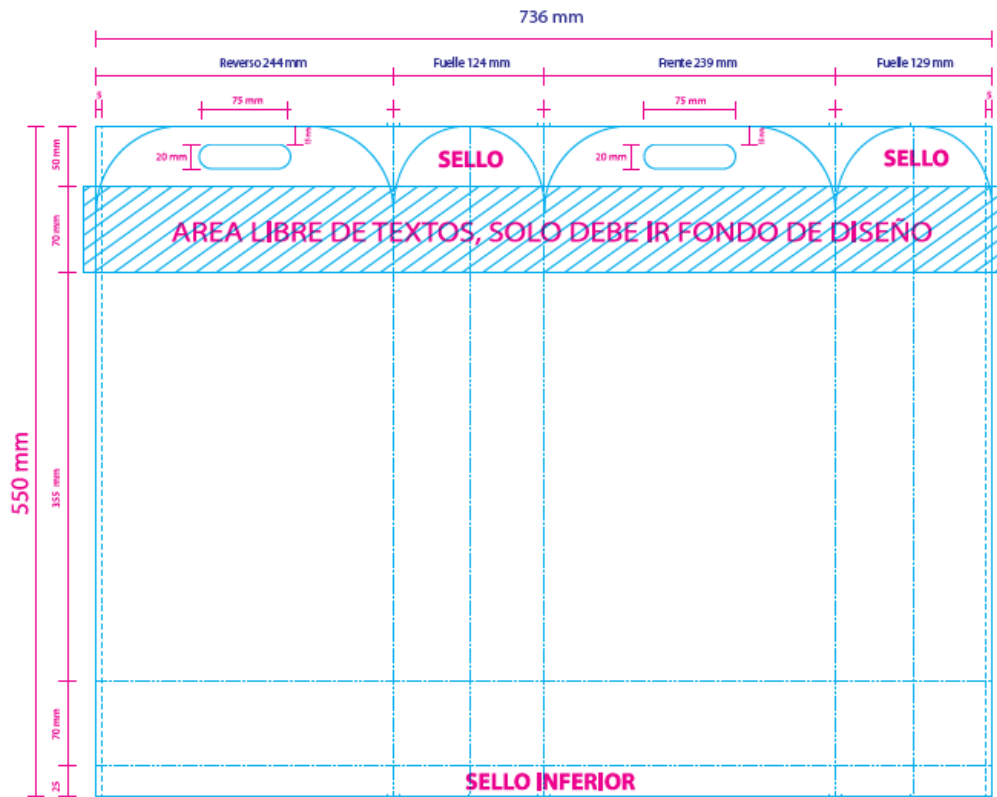 736 mm
Reverso 244 mm
Fuelle 124 mm
Frente 239 mm
Fuelle 129 mm
5
75 mm
75 mm
5
50 mm
20 mm
SELLO
20 mm
SELLO
70 mm
AREA LIBRE DE TEXTOS, SOLO DEBE IR FONDO DE DISEÑO
550 mm
355 mm
70 mm
25
SELLO INFERIOR